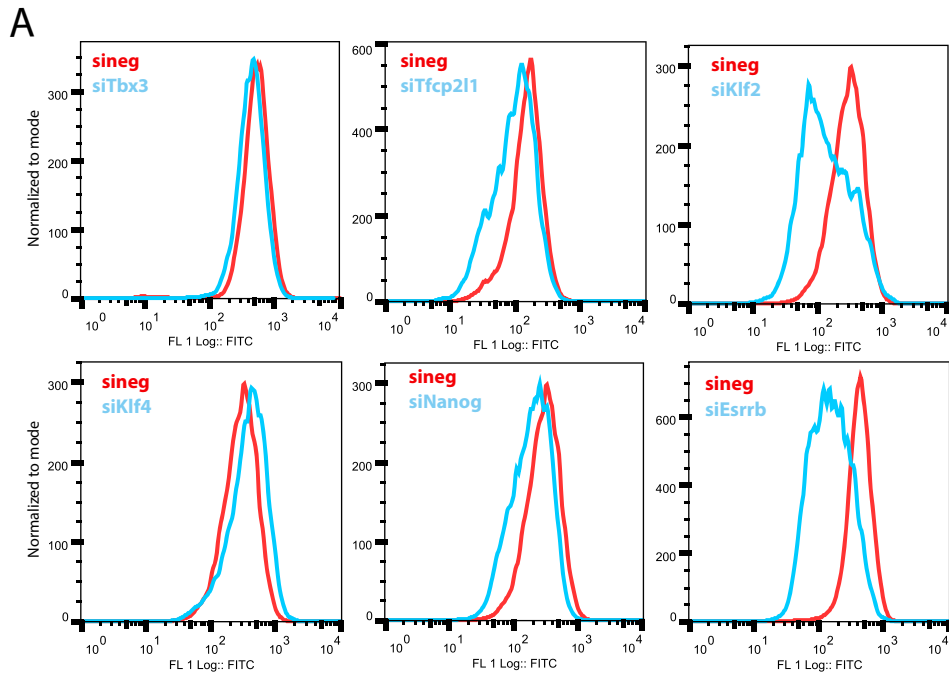 A
sineg
siTbx3
Normalized to mode
300
200
100
0
10^0 10^1 10^2 10^3 10^4
FL 1 Log:: FITC
sineg
siTfcp2l1
600
400
200
0
10^0 10^1 10^2 10^3 10^4
FL 1 Log:: FITC
sineg
siKlf2
300
200
100
0
10^0 10^1 10^2 10^3 10^4
FL 1 Log:: FITC
sineg
siKlf4
Normalized to mode
300
200
100
0
10^0 10^1 10^2 10^3 10^4
FL 1 Log:: FITC
sineg
siNanog
300
200
100
0
10^0 10^1 10^2 10^3 10^4
FL 1 Log:: FITC
sineg
siEsrrb
600
400
200
0
10^0 10^1 10^2 10^3 10^4
FL 1 Log:: FITC